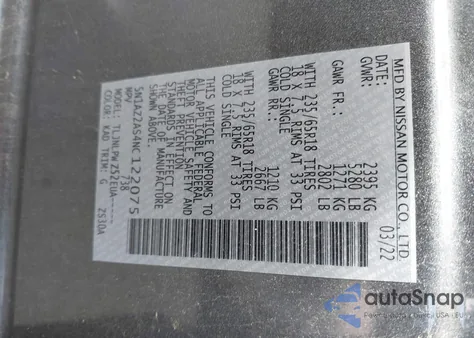 MFD BY NISSAN MOTOR CO., LTD.
DATE: 03/22
GVWR: 2395 KG
5280 LB
GAWR FR: 1271 KG
2802 LB
WITH 235/65R18 TIRES
18 X 7.5 RIMS AT 33 PSI
COLD SINGLE
GAWR RR: 1210 KG
2667 LB
WITH 235/65R18 TIRES
18 X 7.5 RIMS AT 33 PSI
COLD SINGLE
THIS VEHICLE CONFORMS TO
ALL APPLICABLE FEDERAL
MOTOR VEHICLE SAFETY AND
THEFT PREVENTION
STANDARDS IN EFFECT ON
THE DATE OF MANUFACTURE
SHOWN ABOVE.
5N1AZ2AS4NC122075
MPV 738
MODEL:
COLOR: KAD TRIM: G Z530A
autoSnap